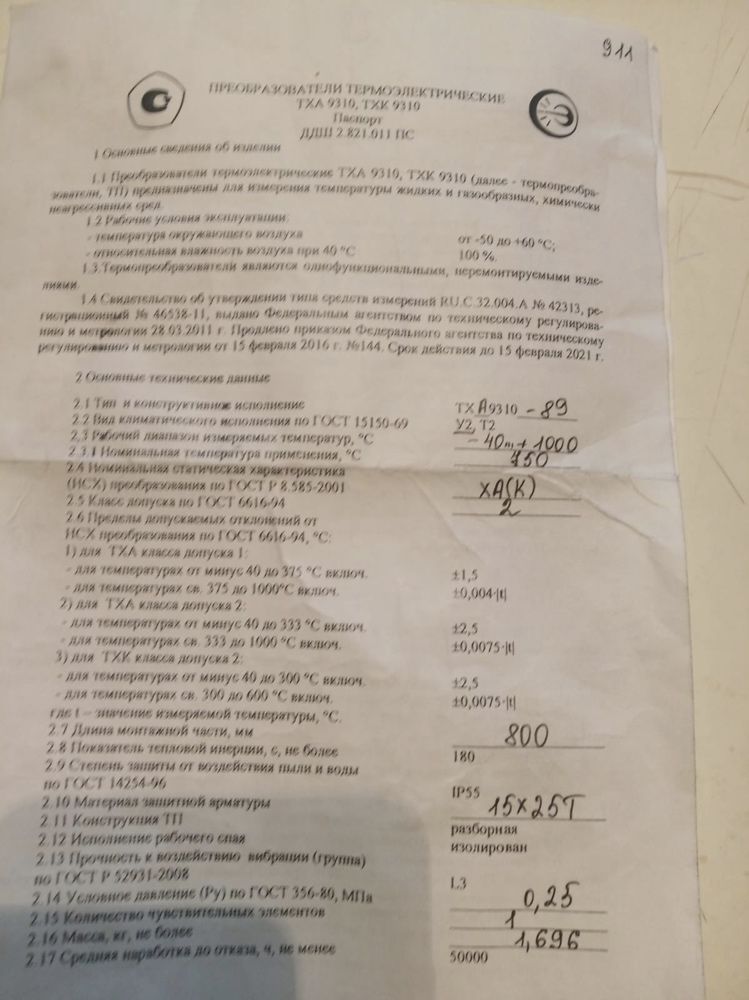 911
ПРЕОБРАЗОВАТЕЛИ ТЕРМОЭЛЕКТРИЧЕСКИЕ
ТХА 9310, ТХК 9310
Паспорт
ДДШ 2.821.011 ПС
1 Основные сведения об изделии
1.1 Преобразователи термоэлектрические ТХА 9310, ТХК 9310 (далее - термопреобра-
зователи, ТП) предназначены для измерения температуры жидких и газообразных, химически
неагрессивных сред.
1.2 Рабочие условия эксплуатации:
- температура окружающего воздуха от -50 до +60 °С;
- относительная влажность воздуха при 40 °С 100 %.
1.3.Термопреобразователи являются однофункциональными, неремонтируемыми изде-
лиями.
1.4 Свидетельство об утверждении типа средств измерений RU.C.32.004.A № 42313, ре-
гистрационный № 46538-11, выдано Федеральным агентством по техническому регулирова-
нию и метрологии 28.03.2011 г. Продлено приказом Федерального агентства по техническому
регулированию и метрологии от 15 февраля 2016 г. №144. Срок действия до 15 февраля 2021 г.
2 Основные технические данные
2.1 Тип и конструктивное исполнение ТХ А 9310 - 89
2.2 Вид климатического исполнения по ГОСТ 15150-69 У2, Т2
2.3 Рабочий диапазон измеряемых температур, °С - 40 … + 1000
2.3.1 Номинальная температура применения, °С 750
2.4 Номинальная статическая характеристика
(НСХ) преобразования по ГОСТ Р 8.585-2001 ХА(К)
2.5 Класс допуска по ГОСТ 6616-94 2
2.6 Пределы допускаемых отклонений от
НСХ преобразования по ГОСТ 6616-94, °С:
1) для ТХА класса допуска 1:
- для температур от минус 40 до 375 °С включ. ±1,5
- для температур св. 375 до 1000°С включ. ±0,004·|t|
2) для ТХА класса допуска 2:
- для температур от минус 40 до 333 °С включ. ±2,5
- для температур св. 333 до 1000 °С включ. ±0,0075·|t|
3) для ТХК класса допуска 2:
- для температур от минус 40 до 300 °С включ. ±2,5
- для температур св. 300 до 600 °С включ. ±0,0075·|t|
где t – значение измеряемой температуры, °С.
2.7 Длина монтажной части, мм 800
2.8 Показатель тепловой инерции, с, не более 180
2.9 Степень защиты от воздействия пыли и воды
по ГОСТ 14254-96 IP55
2.10 Материал защитной арматуры 15Х25Т
2.11 Конструкция ТП разборная
2.12 Исполнение рабочего спая изолирован
2.13 Прочность к воздействию вибрации (группа)
по ГОСТ Р 52931-2008 L3
2.14 Условное давление (Ру) по ГОСТ 356-80, МПа 0,25
2.15 Количество чувствительных элементов 1
2.16 Масса, кг, не более 1,696
2.17 Средняя наработка до отказа, ч, не менее 50000